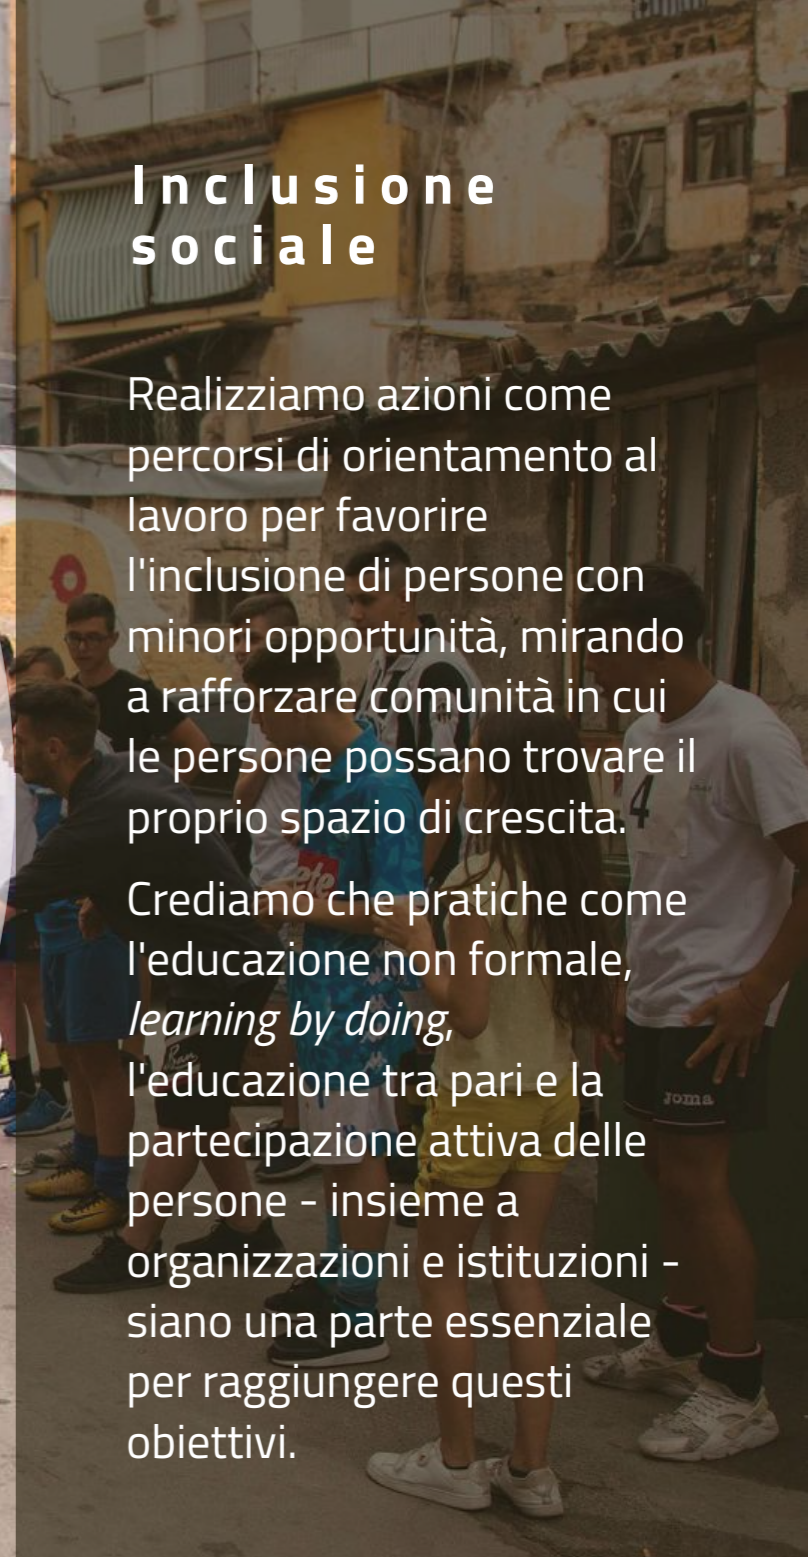 Inclusione
sociale
Realizziamo azioni come
percorsi di orientamento al
lavoro per favorire
l'inclusione di persone con
minori opportunità, mirando
a rafforzare comunità in cui
le persone possano trovare il
proprio spazio di crescita.
4
ete
Crediamo che pratiche come
l'educazione non formale,
learning by doing,
l'educazione tra pari e la
Joma
partecipazione attiva delle
persone - insieme a
organizzazioni e istituzioni -
siano una parte essenziale
per raggiungere questi
obiettivi.